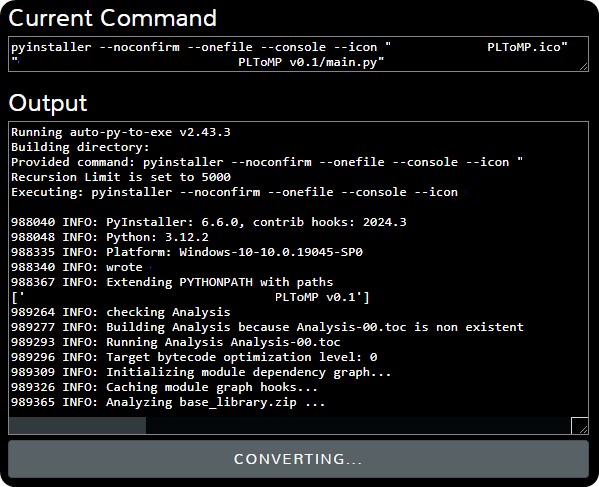 Current Command
pyinstaller --noconfirm --onefile --console --icon " PLToMP.ico"
" PLToMP v0.1/main.py"
Output
Running auto-py-to-exe v2.43.3
Building directory:
Provided command: pyinstaller --noconfirm --onefile --console --icon "
Recursion Limit is set to 5000
Executing: pyinstaller --noconfirm --onefile --console --icon
988040 INFO: PyInstaller: 6.6.0, contrib hooks: 2024.3
988048 INFO: Python: 3.12.2
988335 INFO: Platform: Windows-10-10.0.19045-SP0
988340 INFO: wrote
988367 INFO: Extending PYTHONPATH with paths
[' PLToMP v0.1']
989264 INFO: checking Analysis
989277 INFO: Building Analysis because Analysis-00.toc is non existent
989293 INFO: Running Analysis Analysis-00.toc
989296 INFO: Target bytecode optimization level: 0
989309 INFO: Initializing module dependency graph...
989326 INFO: Caching module graph hooks...
989365 INFO: Analyzing base_library.zip ...
CONVERTING...